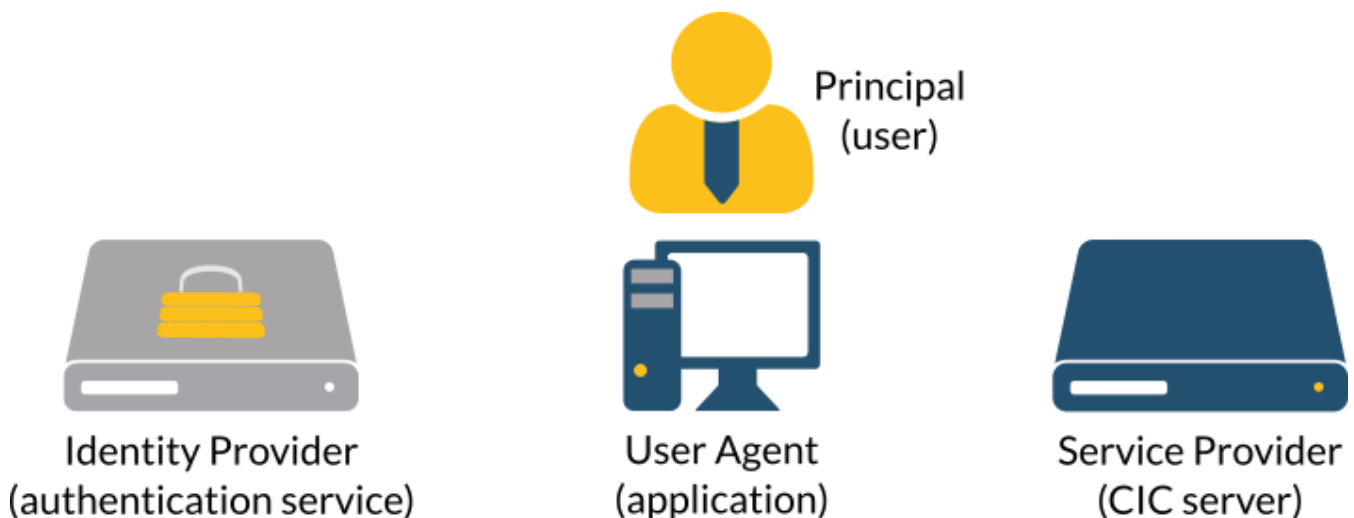 Principal
(user)
Identity Provider
(authentication service)
User Agent
(application)
Service Provider
(CIC server)